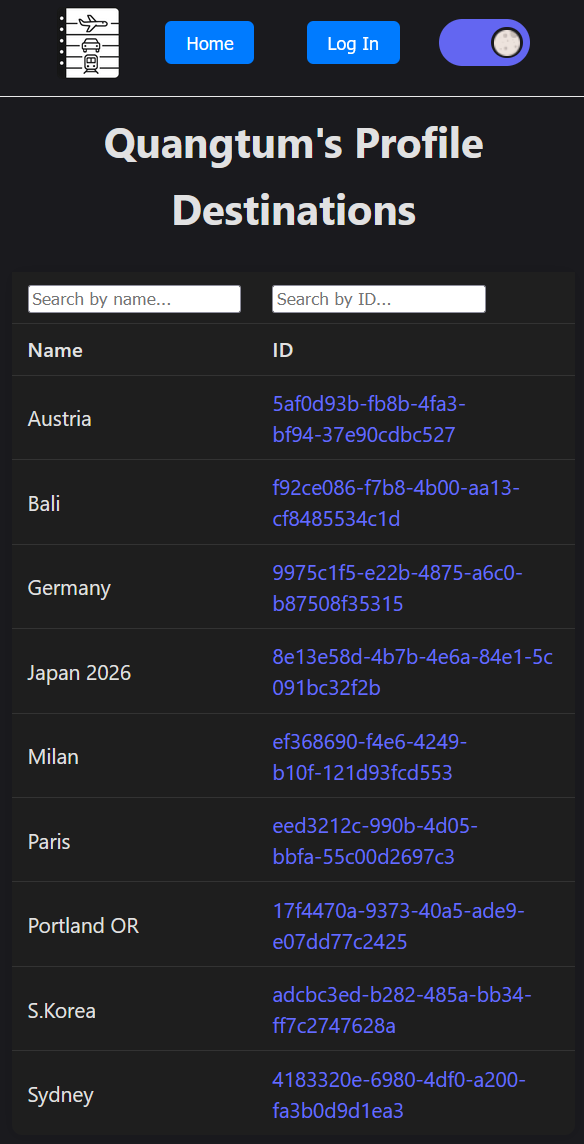 Home
Log In
Quangtum's Profile
Destinations
Search by name...
Search by ID...
Name
ID
Austria
5af0d93b-fb8b-4fa3-
bf94-37e90cdbc527
Bali
f92ce086-f7b8-4b00-aa13-
cf8485534c1d
Germany
9975c1f5-e22b-4875-a6c0-
b87508f35315
Japan 2026
8e13e58d-4b7b-4e6a-84e1-5c
091bc32f2b
Milan
ef368690-f4e6-4249-
b10f-121d93fcd553
Paris
eed3212c-990b-4d05-
bbfa-55c00d2697c3
Portland OR
17f4470a-9373-40a5-ade9-
e07dd77c2425
S.Korea
adcbc3ed-b282-485a-bb34-
ff7c2747628a
Sydney
4183320e-6980-4df0-a200-
fa3b0d9d1ea3